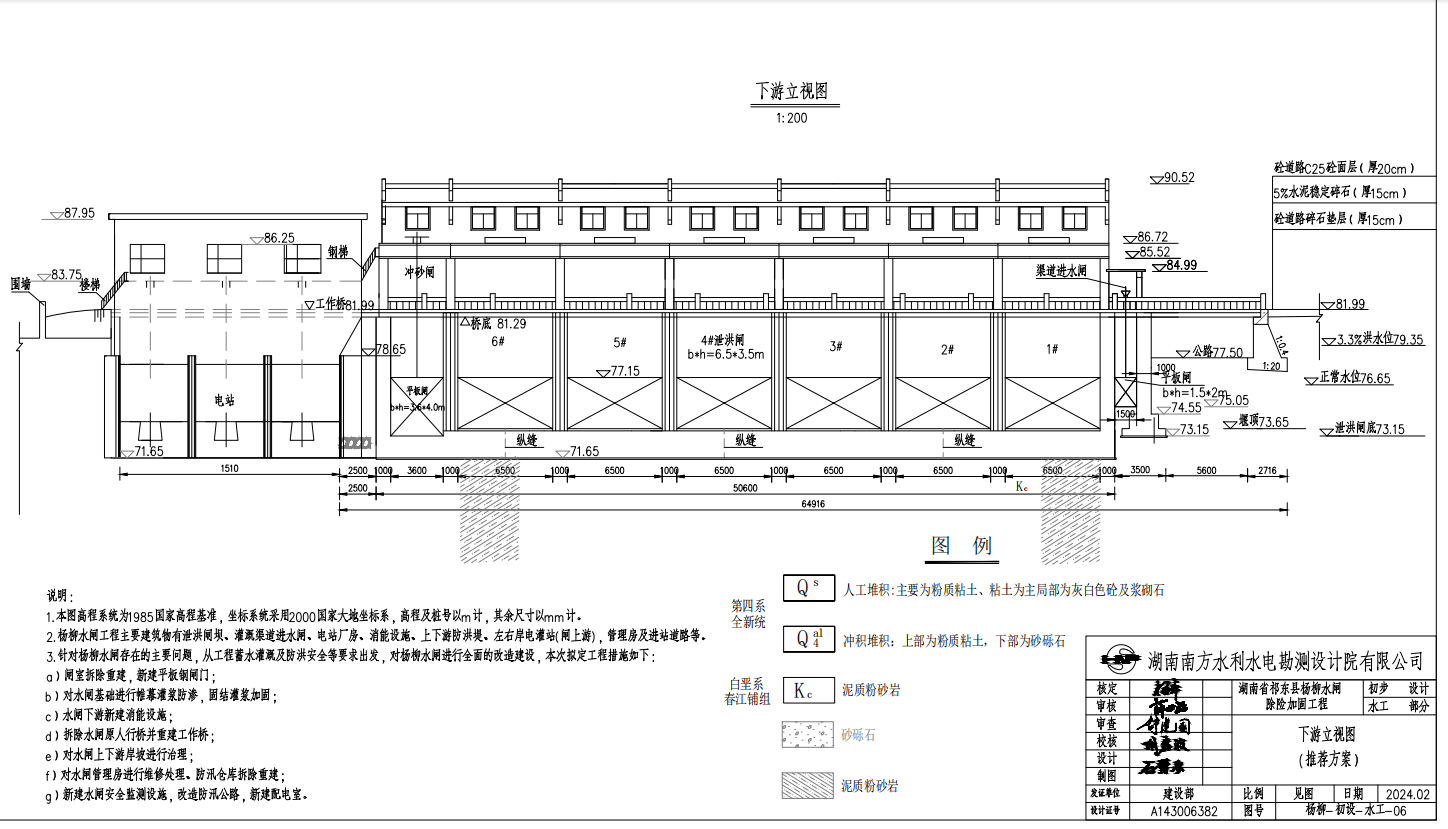 下游立视图
1:200
砼道路C25砼面层(厚20cm)
5%水泥稳定碎石(厚15cm)
砼道路碎石垫层(厚15cm)
90.52
87.95
86.25
86.72
85.52
84.99
钢梯
冲砂闸
渠道进水闸
83.75
围墙
楼梯
工作桥81.99
81.99
桥底 81.29
6#
5#
4#泄洪闸
b*h=6.5*3.5m
3#
2#
1#
3.3%洪水位79.35
78.65
公路77.50
1:0.4
1:20
77.15
1000
平板闸
b*h=1.5*2m
正常水位76.65
平板闸
b*h=3.6*4.0m
电站
75.05
74.55
1500
堰顶73.65
73.15
泄洪闸底73.15
纵缝
纵缝
纵缝
71.65
71.65
1510
2500
1000
3600
1000
6500
1000
6500
1000
6500
1000
6500
1000
6500
1000
6500
1000
3500
5600
2716
2500
50600
Kc
64916
图 例
Q s
人工堆积:主要为粉质粘土、粘土为主局部为灰白色砼及浆砌石
第四系
全新统
Q al 4
冲积堆积: 上部为粉质粘土, 下部为砂砾石
白垩系
春江铺组
Kc
泥质粉砂岩
砂砾石
泥质粉砂岩
说明:
1.本图高程系统为1985国家高程基准, 坐标系统采用2000国家大地坐标系, 高程及桩号以m计, 其余尺寸以mm计。
2.杨柳水闸工程主要建筑物有泄洪闸坝、灌溉渠道进水闸、电站厂房、消能设施、上下游防洪堤、左右岸电灌站(闸上游), 管理房及进站道路等。
3.针对杨柳水闸存在的主要问题, 从工程蓄水灌溉及防洪安全等要求出发, 对杨柳水闸进行全面的改造建设, 本次拟定工程措施如下:
a)闸室拆除重建, 新建平板钢闸门;
b)对水闸基础进行帷幕灌浆防渗, 固结灌浆加固;
c)水闸下游新建消能设施;
d)拆除水闸原人行桥并重建工作桥;
e)对水闸上下游岸坡进行治理;
f)对水闸管理房进行维修处理、防汛仓库拆除重建;
g)新建水闸安全监测设施, 改造防汛公路, 新建配电室。
湖南南方水利水电勘测设计院有限公司
核定
审核
审查
校核
设计
制图
湖南省祁东县杨柳水闸
除险加固工程
初步 设计
水工 部分
下游立视图
(推荐方案)
发证单位 建设部 比例 见图 日期 2024.02
设计证号 A143006382 图号 杨柳-初设-水工-06